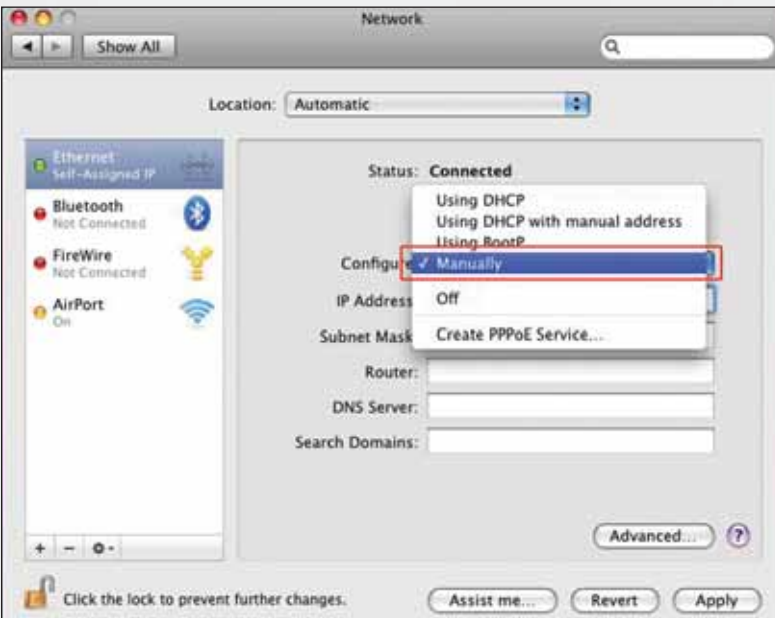 Network
Show All
Location: Automatic
Ethernet
Self-Assigned IP
Bluetooth
Not Connected
FireWire
Not Connected
AirPort
On
Status: Connected
Using DHCP
Using DHCP with manual address
Using BootP
Configure
✓ Manually
IP Address
Off
Subnet Mask
Create PPPoE Service...
Router:
DNS Server:
Search Domains:
Advanced...
?
+ −
Click the lock to prevent further changes.
Assist me...
Revert
Apply